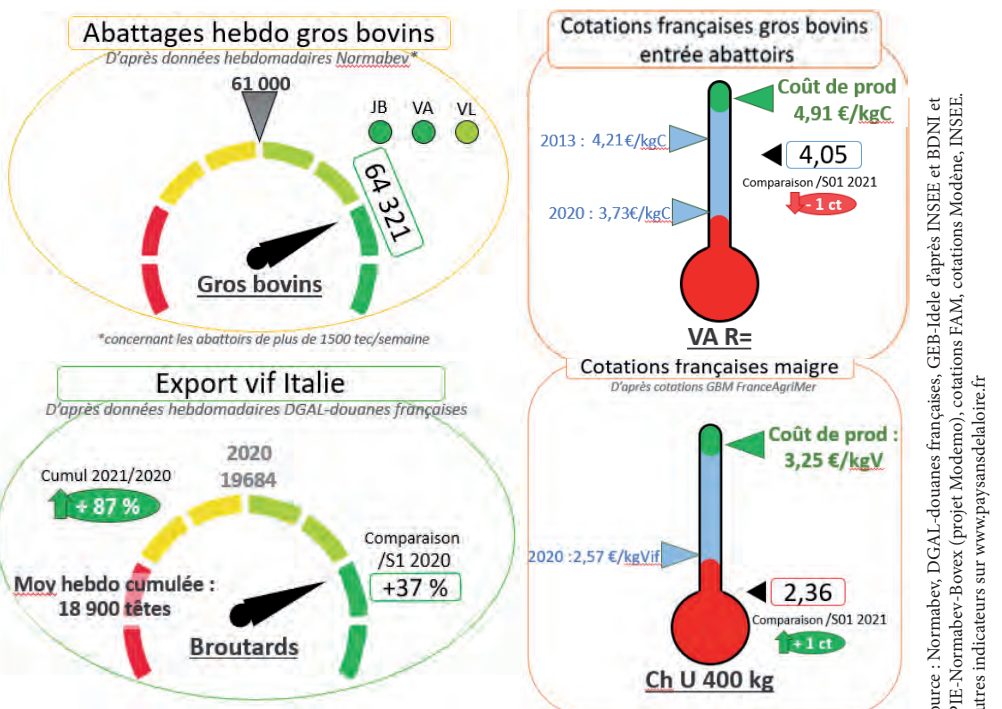 Abattages hebdo gros bovins
D'après données hebdomadaires Normabev*
61 000
JB VA VL
64 321
Gros bovins
*concernant les abattoirs de plus de 1500 tec/semaine
Cotations françaises gros bovins
entrée abattoirs
Coût de prod
4,91 €/kgC
2013 : 4,21€/kgC
4,05
Comparaison /S01 2021
- 1 ct
2020 : 3,73€/kgC
VA R=
Export vif Italie
D'après données hebdomadaires DGAL-douanes françaises
2020
19684
Cumul 2021/2020
+ 87 %
Comparaison
/S1 2020
+37 %
Moy hebdo cumulée :
18 900 têtes
Broutards
Cotations françaises maigre
D'après cotations GBM FranceAgriMer
Coût de prod :
3,25 €/kgV
2020 :2,57 €/kgVif
2,36
Comparaison /S01 2021
+ 1 ct
Ch U 400 kg
: Normabev, DGAL-douanes françaises, GEB-Idele d'après INSEE et BDNI et
(projet Modemo), cotations FAM, cotations Modène, INSEE.
indicateurs sur www.paysansdelaloire.fr